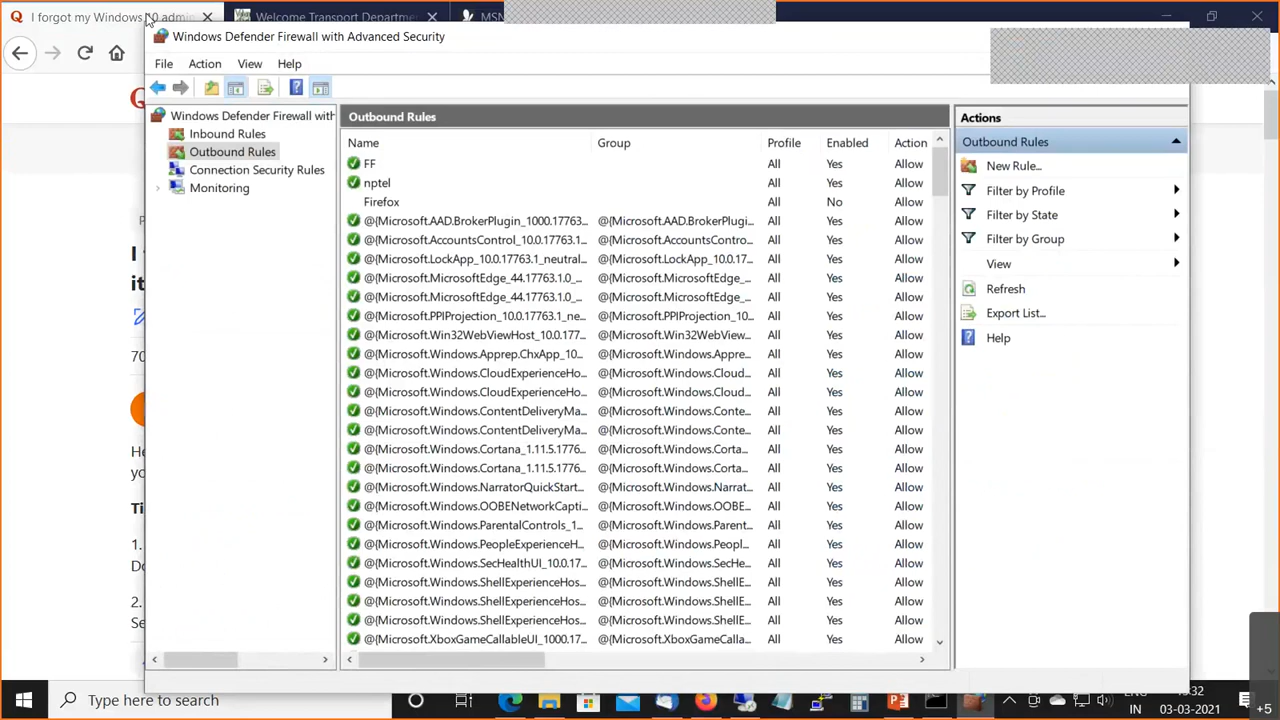 I forgot my Windows 10 admin
Welcome Transport Departme
MSN
Windows Defender Firewall with Advanced Security
File Action View Help
Windows Defender Firewall with
Inbound Rules
Outbound Rules
Connection Security Rules
Monitoring
Outbound Rules
Name Group Profile Enabled Action
FF All Yes Allow
nptel All Yes Allow
Firefox All No Allow
@{Microsoft.AAD.BrokerPlugin_1000.17763... @{Microsoft.AAD.BrokerPlugi... All Yes Allow
@{Microsoft.AccountsControl_10.0.17763.1... @{Microsoft.AccountsContro... All Yes Allow
@{Microsoft.LockApp_10.0.17763.1_neutral... @{Microsoft.LockApp_10.0.17... All Yes Allow
@{Microsoft.MicrosoftEdge_44.17763.1.0_... @{Microsoft.MicrosoftEdge_... All Yes Allow
@{Microsoft.MicrosoftEdge_44.17763.1.0_... @{Microsoft.MicrosoftEdge_... All Yes Allow
@{Microsoft.PPIProjection_10.0.17763.1_ne... @{Microsoft.PPIProjection_10... All Yes Allow
@{Microsoft.Win32WebViewHost_10.0.177... @{Microsoft.Win32WebView... All Yes Allow
@{Microsoft.Windows.Apprep.ChxApp_10... @{Microsoft.Windows.Appre... All Yes Allow
@{Microsoft.Windows.CloudExperienceHo... @{Microsoft.Windows.Cloud... All Yes Allow
@{Microsoft.Windows.CloudExperienceHo... @{Microsoft.Windows.Cloud... All Yes Allow
@{Microsoft.Windows.ContentDeliveryMa... @{Microsoft.Windows.Conte... All Yes Allow
@{Microsoft.Windows.ContentDeliveryMa... @{Microsoft.Windows.Conte... All Yes Allow
@{Microsoft.Windows.Cortana_1.11.5.1776... @{Microsoft.Windows.Corta... All Yes Allow
@{Microsoft.Windows.Cortana_1.11.5.1776... @{Microsoft.Windows.Corta... All Yes Allow
@{Microsoft.Windows.NarratorQuickStart... @{Microsoft.Windows.Narrat... All Yes Allow
@{Microsoft.Windows.OOBENetworkCapti... @{Microsoft.Windows.OOBE... All Yes Allow
@{Microsoft.Windows.ParentalControls_1... @{Microsoft.Windows.Parent... All Yes Allow
@{Microsoft.Windows.PeopleExperienceH... @{Microsoft.Windows.Peopl... All Yes Allow
@{Microsoft.Windows.SecHealthUI_10.0.17... @{Microsoft.Windows.SecHe... All Yes Allow
@{Microsoft.Windows.ShellExperienceHos... @{Microsoft.Windows.ShellE... All Yes Allow
@{Microsoft.Windows.ShellExperienceHos... @{Microsoft.Windows.ShellE... All Yes Allow
@{Microsoft.Windows.ShellExperienceHos... @{Microsoft.Windows.ShellE... All Yes Allow
@{Microsoft.XboxGameCallableUI_1000.17... @{Microsoft.XboxGameCalla... All Yes Allow
Actions
Outbound Rules
New Rule...
Filter by Profile
Filter by State
Filter by Group
View
Refresh
Export List...
Help
I
it
70
He
yo
Ti
1.
Do
2.
Se
Type here to search
ENG
IN
03-03-2021
+5